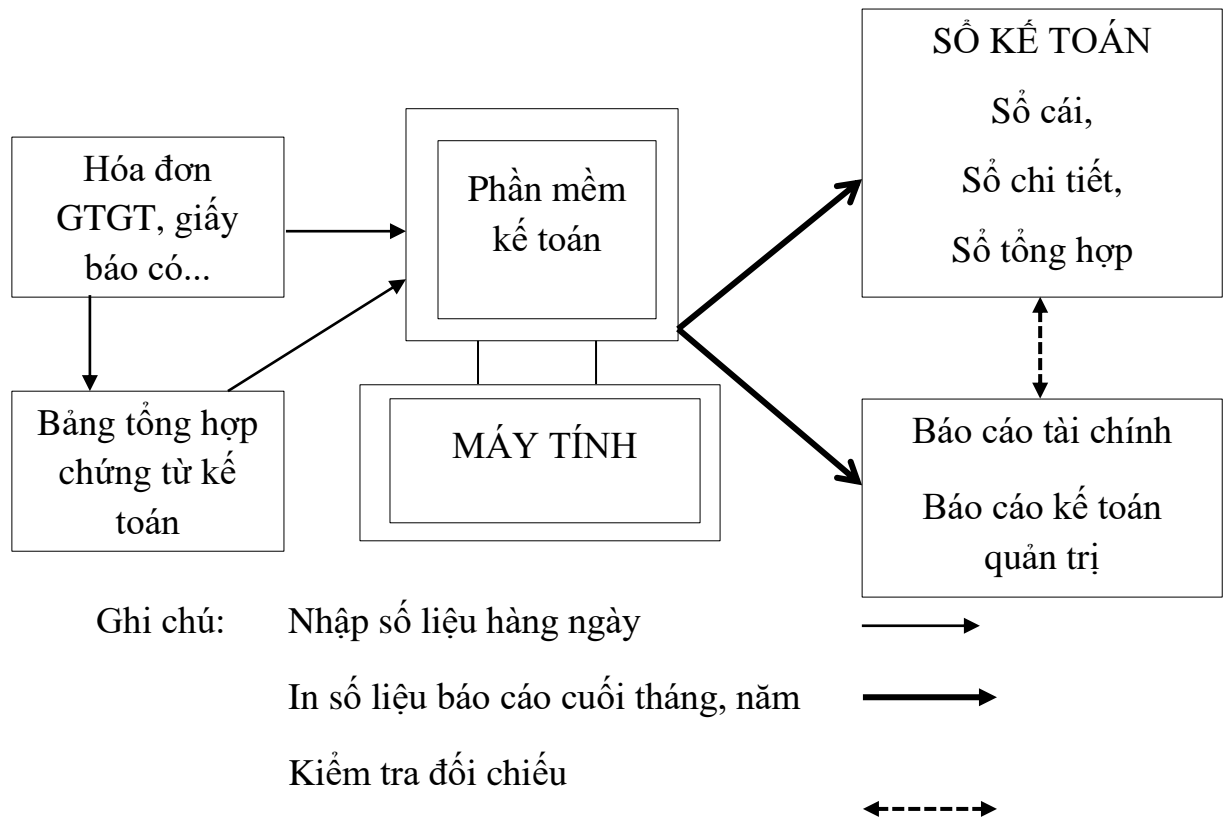 Hóa đơn
GTGT, giấy
báo có...
Bảng tổng hợp
chứng từ kế
toán
Phần mềm
kế toán
MÁY TÍNH
SỔ KẾ TOÁN
Sổ cái,
Sổ chi tiết,
Sổ tổng hợp
Báo cáo tài chính
Báo cáo kế toán
quản trị
Ghi chú: Nhập số liệu hàng ngày
In số liệu báo cáo cuối tháng, năm
Kiểm tra đối chiếu